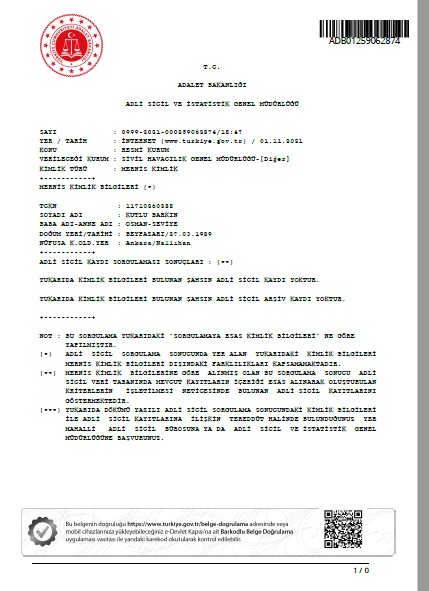 ADB01259062874
T.C.
ADALET BAKANLIĞI
ADLİ SİCİL VE İSTATİSTİK GENEL MÜDÜRLÜĞÜ
SAYI : 0999-2021-000259062874/18:47
YER / TARİH : İNTERNET (www.turkiye.gov.tr) / 01.11.2021
KONU : RESMİ KURUM
VERİLECEĞİ KURUM : SİVİL HAVACILIK GENEL MÜDÜRLÜĞÜ-[Diğer]
KİMLİK TÜRÜ : MERNİS KİMLİK
+-----------+
MERNİS KİMLİK BİLGİLERİ (*)
TCKN :
SOYADI ADI : KUTLU BARKIN
BABA ADI-ANNE ADI : OSMAN-SEVİYE
DOĞUM YERİ/TARİHİ : BEYPAZARI/27.03.1989
NÜFUSA K.OLD.YER : Ankara/Nallıhan
+-----------+
ADLİ SİCİL KAYDI SORGULAMASI SONUÇLARI : (**)
YUKARIDA KİMLİK BİLGİLERİ BULUNAN ŞAHSIN ADLİ SİCİL KAYDI YOKTUR.
YUKARIDA KİMLİK BİLGİLERİ BULUNAN ŞAHSIN ADLİ SİCİL ARŞİV KAYDI YOKTUR.
+-----------+
NOT : BU SORGULAMA YUKARIDAKİ `SORGULAMAYA ESAS KİMLİK BİLGİLERİ` NE GÖRE
YAPILMIŞTIR.
(*) ADLİ SİCİL SORGULAMA SONUCUNDA YER ALAN YUKARIDAKİ KİMLİK BİLGİLERİ
MERNİS KİMLİK BİLGİLERİ DIŞINDAKİ FARKLILIKLARI KAPSAMAMAKTADIR.
(**) MERNİS KİMLİK BİLGİLERİNE GÖRE ALINMIŞ OLAN BU SORGULAMA SONUCU ADLİ
SİCİL VERİ TABANINDA MEVCUT KAYITLARIN İÇERİĞİ ESAS ALINARAK OLUŞTURULAN
KRİTERLERİN İŞLETİLMESİ NETİCESİNDE BULUNAN ADLİ SİCİL KAYITLARINI
GÖSTERMEKTEDİR.
(***) YUKARIDA DÖKÜMÜ YAZILI ADLİ SİCİL SORGULAMA SONUCUNDAKİ KİMLİK BİLGİLERİ
İLE ADLİ SİCİL KAYITLARINA İLİŞKİN TEREDDÜT HALİNDE BULUNDUĞUNUZ YER
MAHALLİ ADLİ SİCİL BÜROSUNA YA DA ADLİ SİCİL VE İSTATİSTİK GENEL
MÜDÜRLÜĞÜNE BAŞVURUNUZ.
Bu belgenin doğruluğu https://www.turkiye.gov.tr/belge-dogrulama adresinde veya
mobil cihazlarınıza yükleyebileceğiniz e-Devlet Kapısı'na ait Barkodlu Belge Doğrulama
uygulaması vasıtası ile yandaki karekod okutularak kontrol edilebilir.
1 / 0